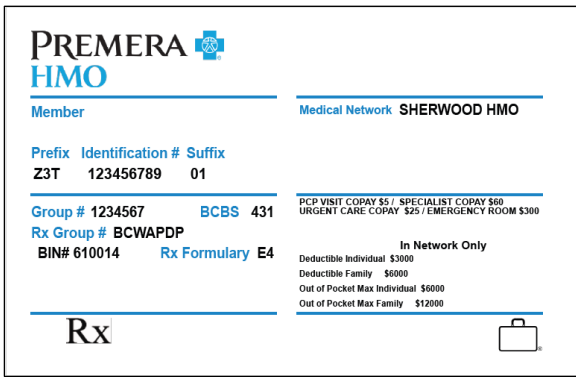 PREMERA
HMO
Member
Prefix Identification # Suffix
Z3T 123456789 01
Group # 1234567 BCBS 431
Rx Group # BCWAPDP
BIN# 610014 Rx Formulary E4
Rx
Medical Network SHERWOOD HMO
PCP VISIT COPAY $5 / SPECIALIST COPAY $60
URGENT CARE COPAY $25 / EMERGENCY ROOM $300
In Network Only
Deductible Individual $3000
Deductible Family $6000
Out of Pocket Max Individual $6000
Out of Pocket Max Family $12000
®